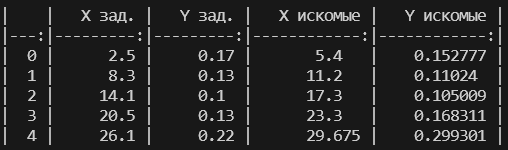 |    |   X зад. |   Y зад. |   X искомые |   Y искомые |
|---:|---------:|---------:|------------:|------------:|
|  0 |      2.5 |     0.17 |       5.4   |    0.152777 |
|  1 |      8.3 |     0.13 |      11.2   |    0.11024  |
|  2 |     14.1 |     0.1  |      17.3   |    0.105009 |
|  3 |     20.5 |     0.13 |      23.3   |    0.168311 |
|  4 |     26.1 |     0.22 |      29.675 |    0.299301 |